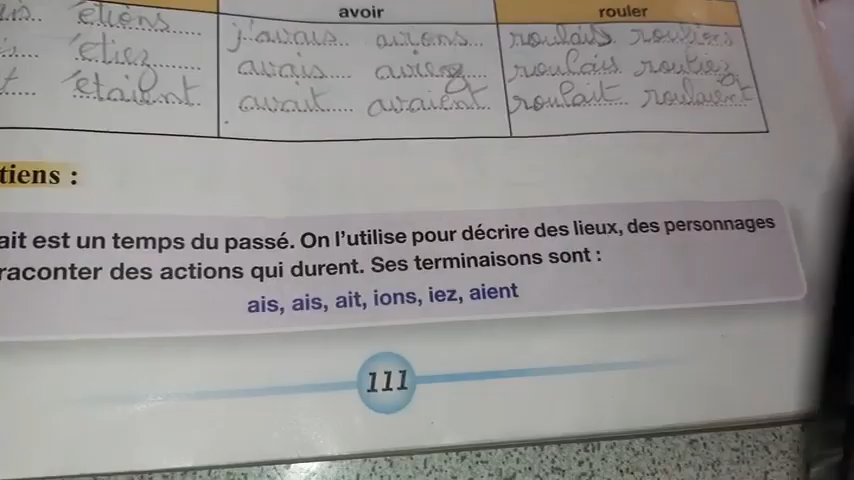 avoir rouler
étions..... j'avais.. avions... roulais roulions
étiez......... avais.... aviez.... roulais rouliez
étaient. avait..... avaient. roulait roulaient
tiens :
ait est un temps du passé. On l'utilise pour décrire des lieux, des personnages
raconter des actions qui durent. Ses terminaisons sont :
ais, ais, ait, ions, iez, aient
111